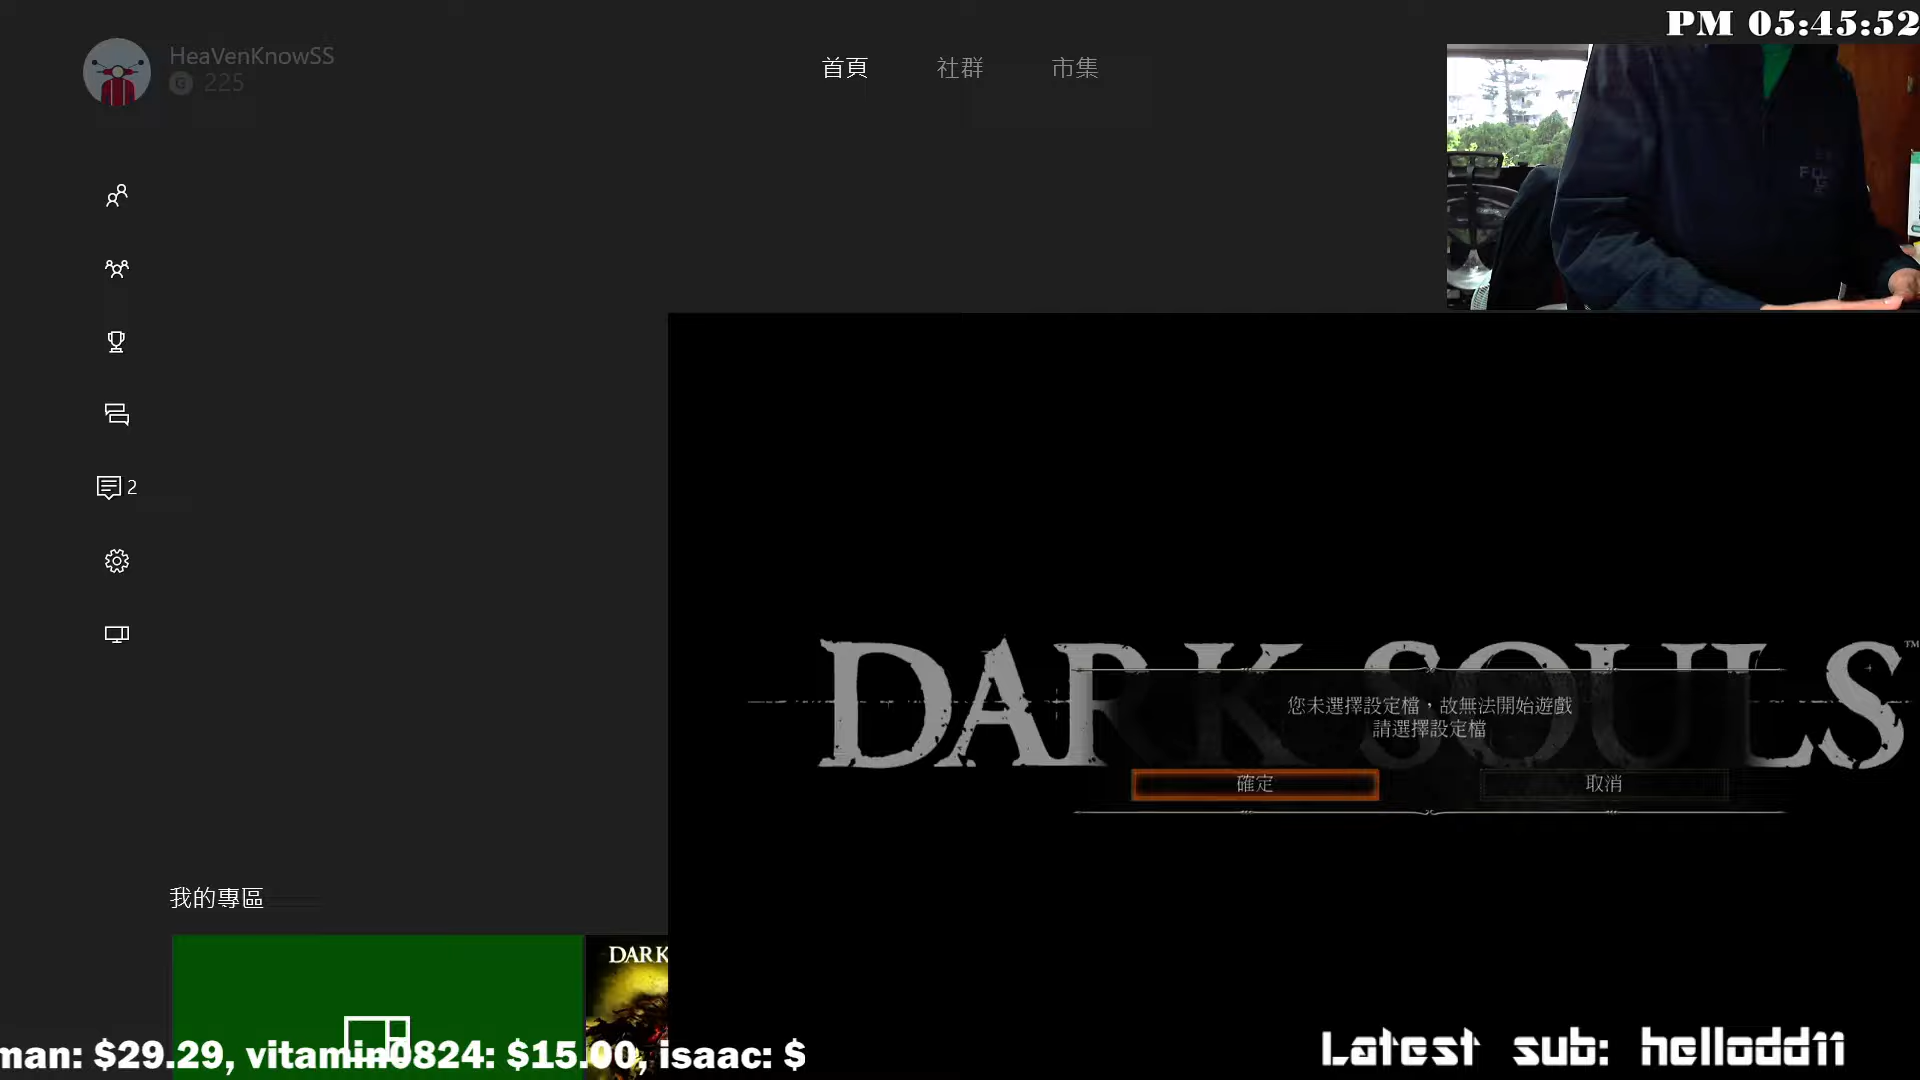 PM 05:45:52
HeaVenKnowSS
G 225
首頁 社群 市集
2
DARK SOULS™
您未選擇設定檔,故無法開始遊戲
請選擇設定檔
確定 取消
我的專區
DARK
man: $29.29, vitamin0824: $15.00, isaac: $
Latest sub: hellodd11